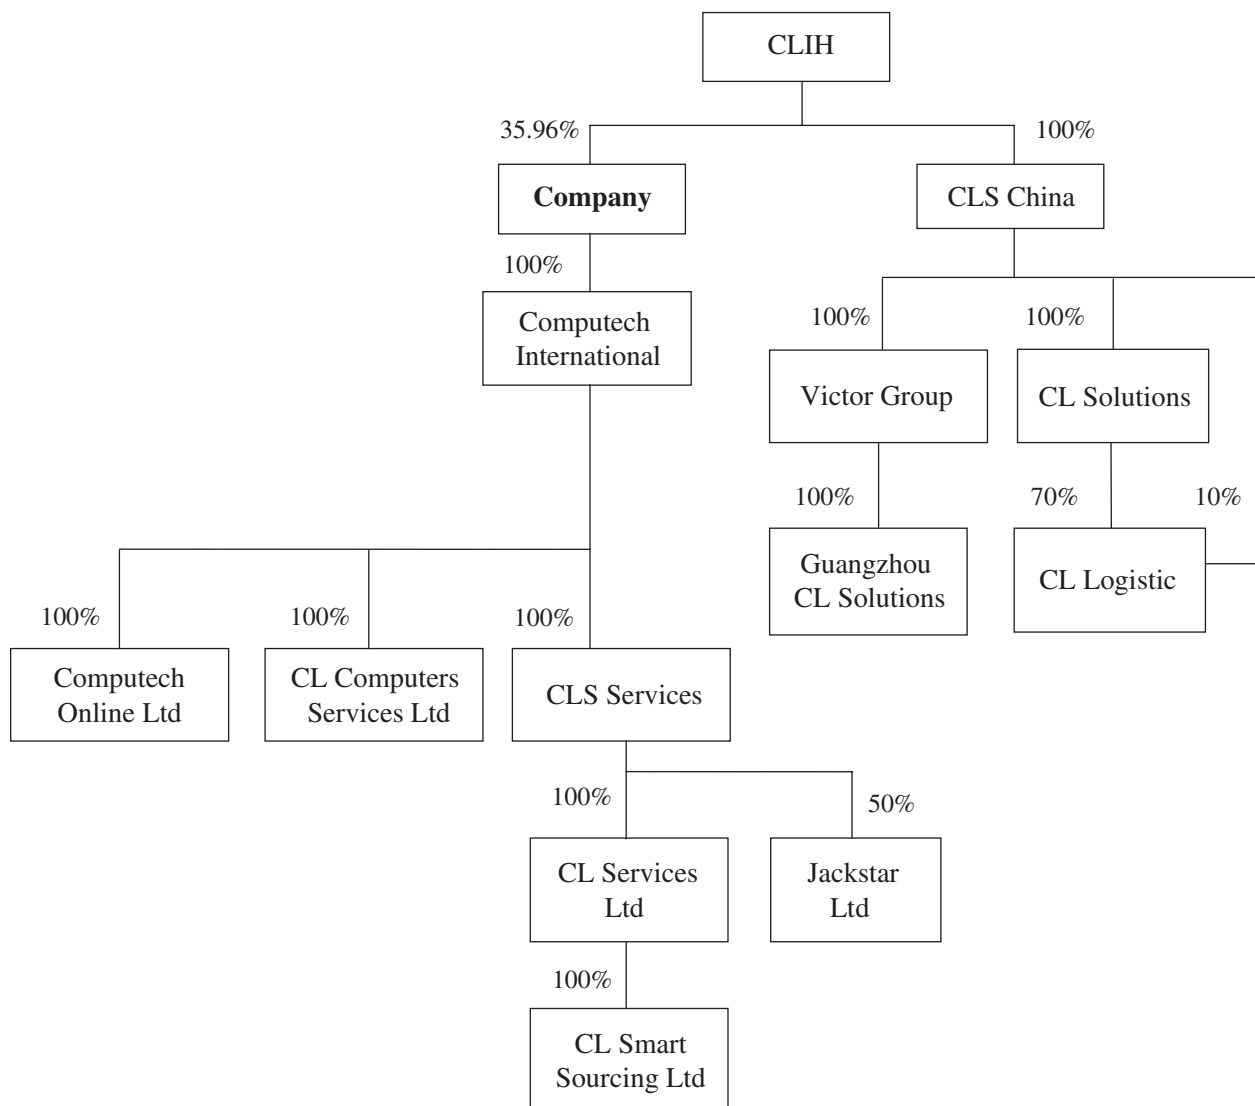 CLIH
35.96%
100%
Company
CLS China
100%
Computech
International
100%
100%
Victor Group
CL Solutions
100%
70%
10%
Guangzhou
CL Solutions
CL Logistic
100%
100%
100%
Computech
Online Ltd
CL Computers
Services Ltd
CLS Services
100%
50%
CL Services
Ltd
Jackstar
Ltd
100%
CL Smart
Sourcing Ltd